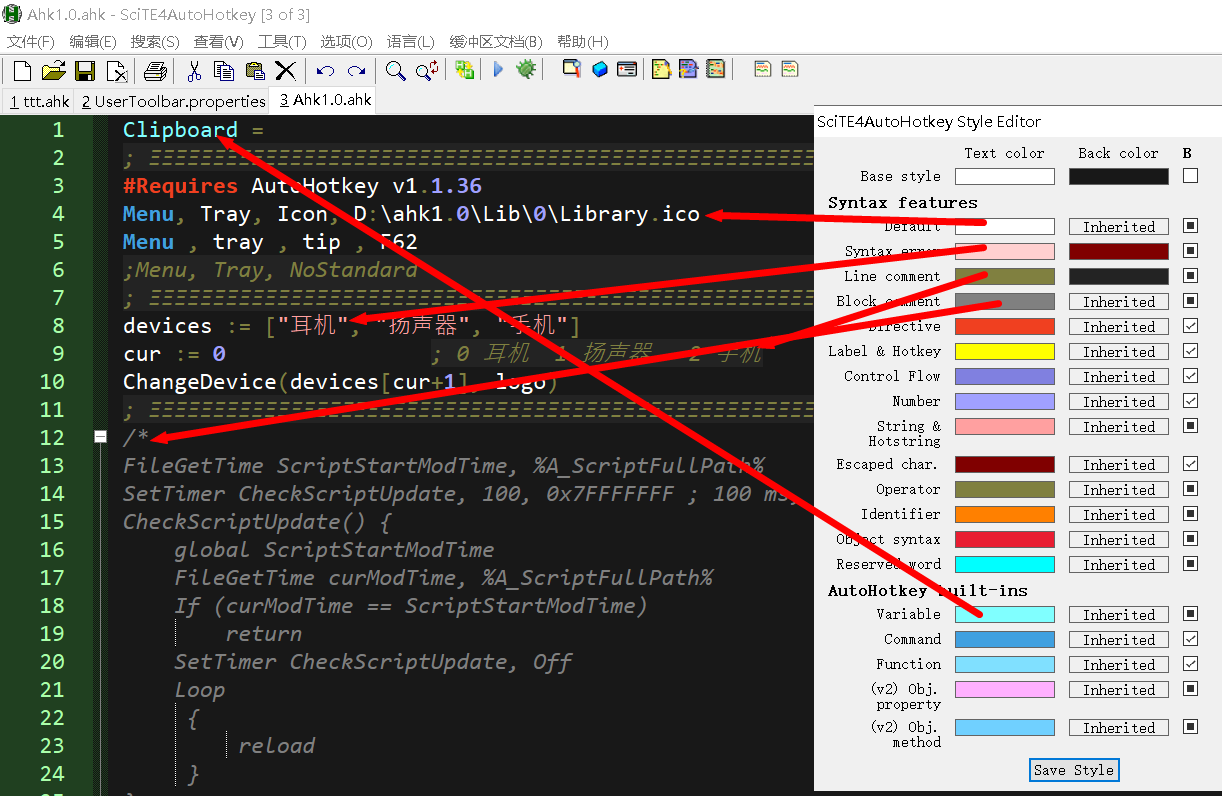 Ahk1.0.ahk - SciTE4AutoHotkey [3 of 3]
文件(F) 编辑(E) 搜索(S) 查看(V) 工具(T) 选项(O) 语言(L) 缓冲区文档(B) 帮助(H)
1 ttt.ahk 2 UserToolbar.properties 3 Ahk1.0.ahk
1 Clipboard =
2 ; ===================================================
3 #Requires AutoHotkey v1.1.36
4 Menu, Tray, Icon, D:\ahk1.0\Lib\0\Library.ico
5 Menu , tray , tip , F62
6 ;Menu, Tray, NoStandard
7 ; ===================================================
8 devices := ["耳机", "扬声器", "手机"]
9 cur := 0 ; 0 耳机 1 扬声器 2 手机
10 ChangeDevice(devices[cur+1], logo)
11 ; ===================================================
12 /*
13 FileGetTime ScriptStartModTime, %A_ScriptFullPath%
14 SetTimer CheckScriptUpdate, 100, 0x7FFFFFFF ; 100 ms,
15 CheckScriptUpdate() {
16 global ScriptStartModTime
17 FileGetTime curModTime, %A_ScriptFullPath%
18 If (curModTime == ScriptStartModTime)
19 return
20 SetTimer CheckScriptUpdate, Off
21 Loop
22 {
23 reload
24 }
SciTE4AutoHotkey Style Editor
Text color Back color B
Base style
Syntax features
Default Inherited
Syntax error
Line comment
Block comment Inherited
Directive Inherited
Label & Hotkey Inherited
Control Flow Inherited
Number Inherited
String & Inherited
Hotstring
Escaped char. Inherited
Operator Inherited
Identifier Inherited
Object syntax Inherited
Reserved word Inherited
AutoHotkey built-ins
Variable Inherited
Command Inherited
Function Inherited
(v2) Obj. Inherited
property
(v2) Obj. Inherited
method
Save Style